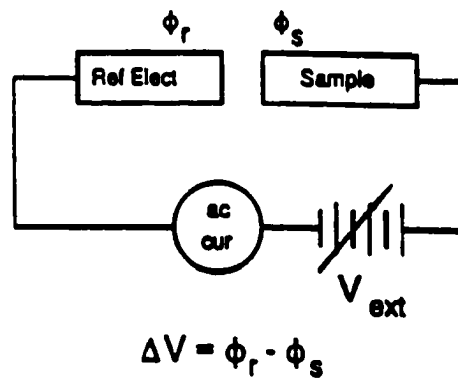 ϕr ϕs
Ref Elect Sample
ac
cur
V ext
ΔV = ϕr - ϕs